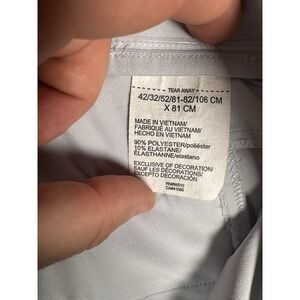 TEAR AWAY
42/32/52/81-82/106 CM
X 81 CM
MADE IN VIETNAM/
FABRIQUÉ AU VIETNAM/
HECHO EN VIETNAM
90% POLYESTER/poliéster
10% ELASTANE/
ELASTHANNE/elastano
EXCLUSIVE OF DECORATION/
SAUF LES DÉCORATIONS/
EXCEPTO DECORACIÓN